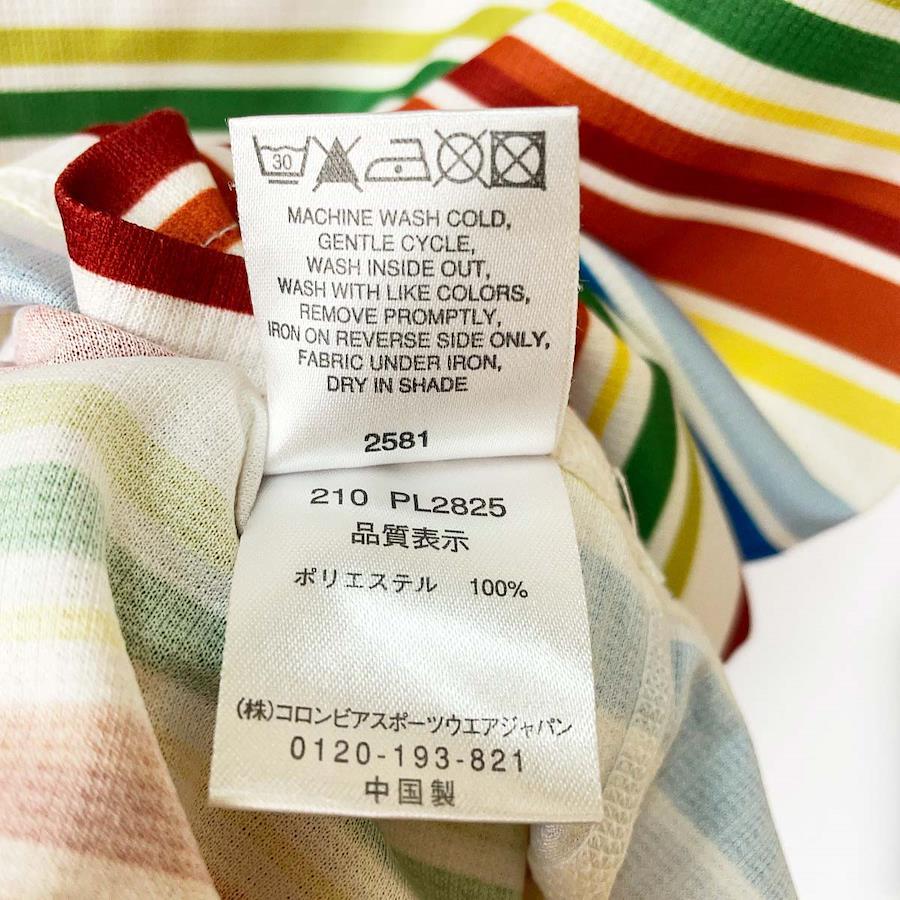 30
MACHINE WASH COLD,
GENTLE CYCLE,
WASH INSIDE OUT,
WASH WITH LIKE COLORS,
REMOVE PROMPTLY,
IRON ON REVERSE SIDE ONLY,
FABRIC UNDER IRON,
DRY IN SHADE
2581
210 PL2825
品質表示
ポリエステル 100%
(株)コロンビアスポーツウエアジャパン
0120-193-821
中国製